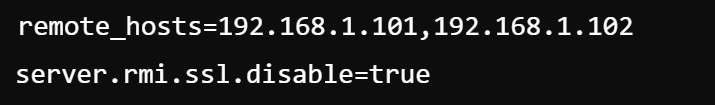 remote_hosts=192.168.1.101,192.168.1.102
server.rmi.ssl.disable=true